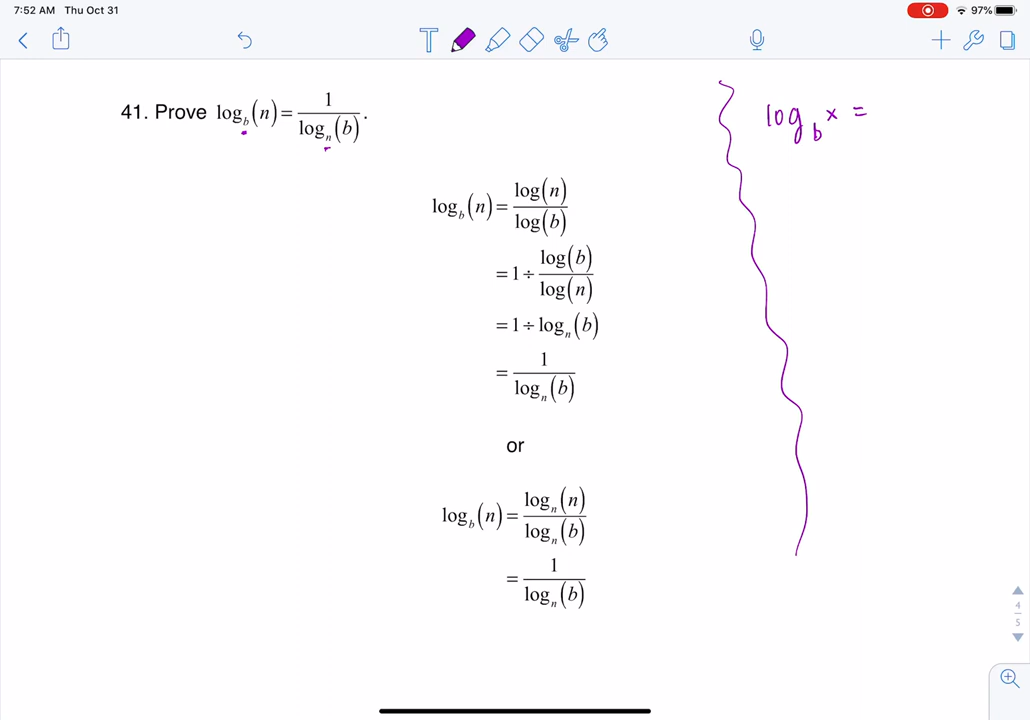 7:52 AM Thu Oct 31
97%
T
41. Prove log_b(n) = 1/log_n(b).
log_b x =
log_b(n) = log(n)/log(b)
= 1 ÷ log(b)/log(n)
= 1 ÷ log_n(b)
= 1/log_n(b)
or
log_b(n) = log_n(n)/log_n(b)
= 1/log_n(b)
4
5